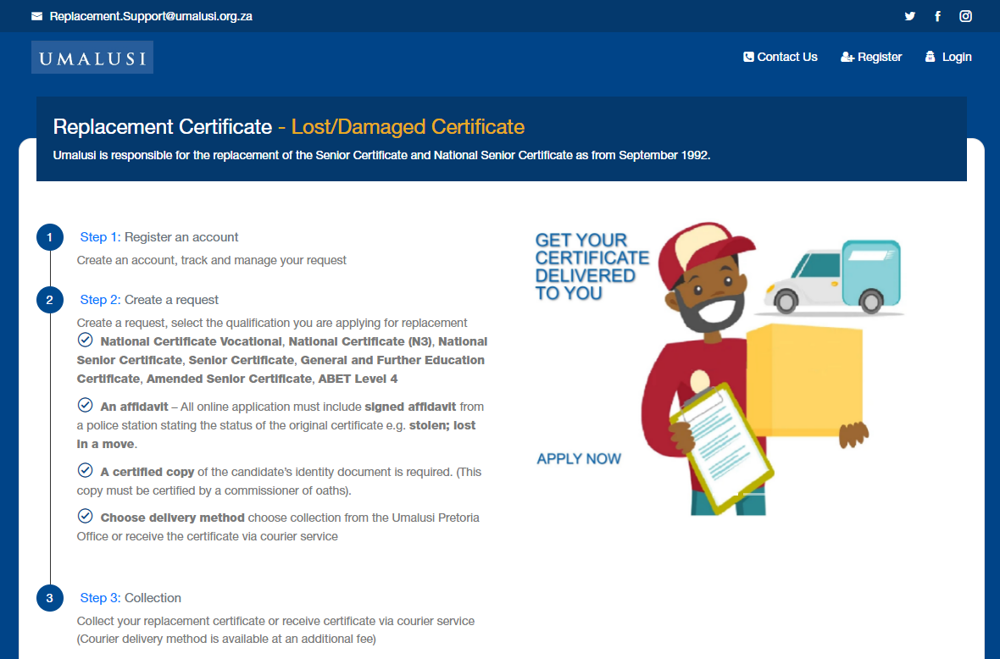 Replacement.Support@umalusi.org.za
UMALUSI
Contact Us
Register
Login
Replacement Certificate - Lost/Damaged Certificate
Umalusi is responsible for the replacement of the Senior Certificate and National Senior Certificate as from September 1992.
1
Step 1: Register an account
Create an account, track and manage your request
2
Step 2: Create a request
Create a request, select the qualification you are applying for replacement
National Certificate Vocational, National Certificate (N3), National
Senior Certificate, Senior Certificate, General and Further Education
Certificate, Amended Senior Certificate, ABET Level 4
An affidavit – All online application must include signed affidavit from
a police station stating the status of the original certificate e.g. stolen; lost
in a move.
A certified copy of the candidate's identity document is required. (This
copy must be certified by a commissioner of oaths).
Choose delivery method choose collection from the Umalusi Pretoria
Office or receive the certificate via courier service
3
Step 3: Collection
Collect your replacement certificate or receive certificate via courier service
(Courier delivery method is available at an additional fee)
GET YOUR
CERTIFICATE
DELIVERED
TO YOU
APPLY NOW